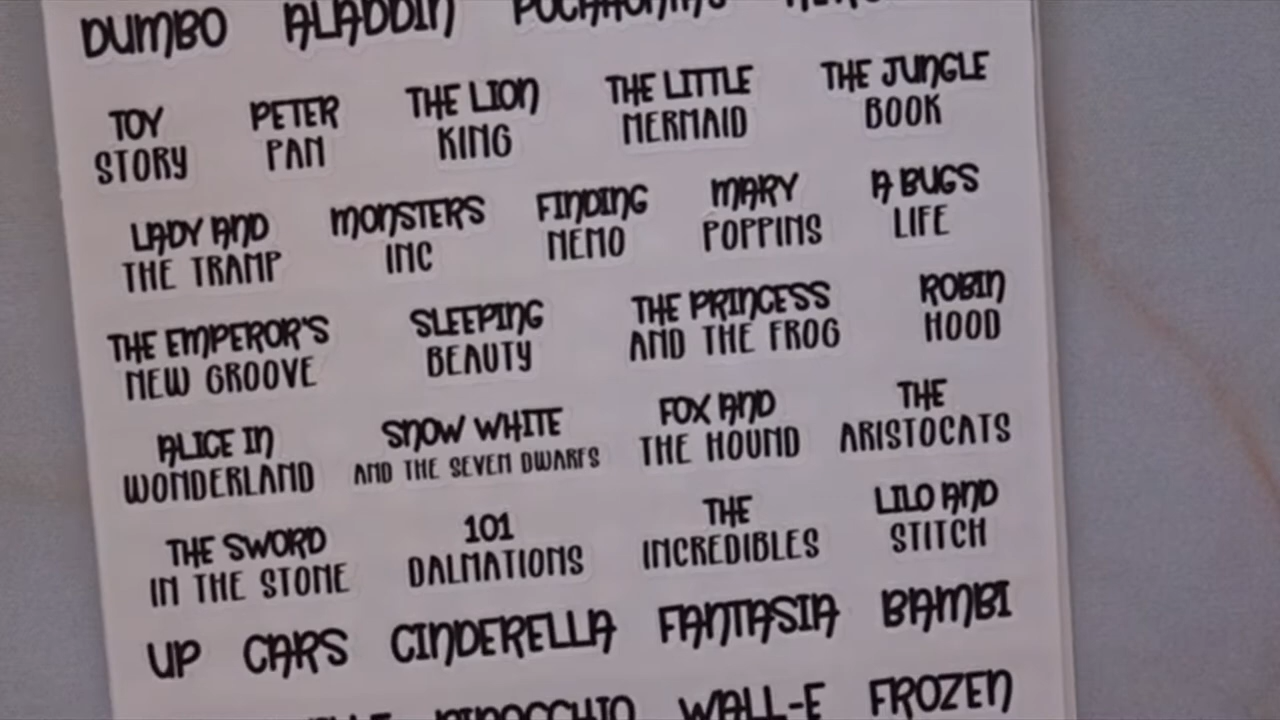 DUMBO ALADDIN POCAHONTAS
TOY STORY
PETER PAN
THE LION KING
THE LITTLE MERMAID
THE JUNGLE BOOK
LADY AND THE TRAMP
MONSTERS INC
FINDING NEMO
MARY POPPINS
A BUGS LIFE
THE EMPEROR'S NEW GROOVE
SLEEPING BEAUTY
THE PRINCESS AND THE FROG
ROBIN HOOD
ALICE IN WONDERLAND
SNOW WHITE AND THE SEVEN DWARFS
FOX AND THE HOUND
THE ARISTOCATS
THE SWORD IN THE STONE
101 DALMATIONS
THE INCREDIBLES
LILO AND STITCH
UP CARS CINDERELLA FANTASIA BAMBI
PINOCCHIO WALL-E FROZEN